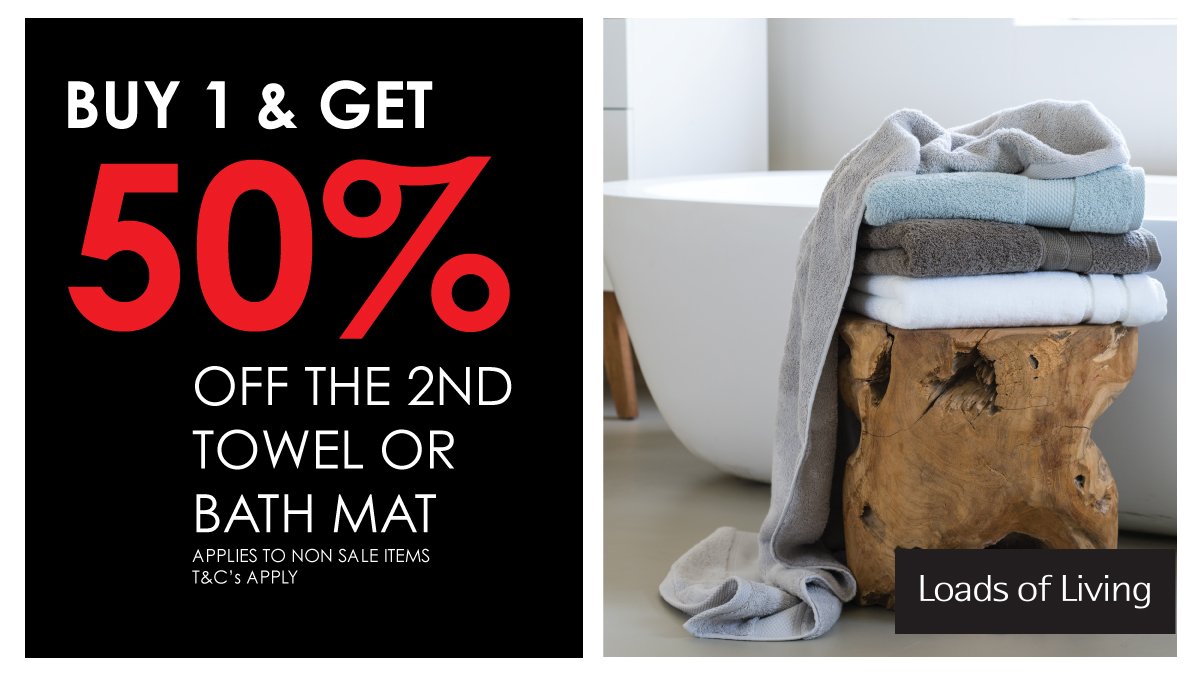 BUY 1 & GET
50%
OFF THE 2ND
TOWEL OR
BATH MAT
APPLIES TO NON SALE ITEMS
T&C's APPLY
Loads of Living